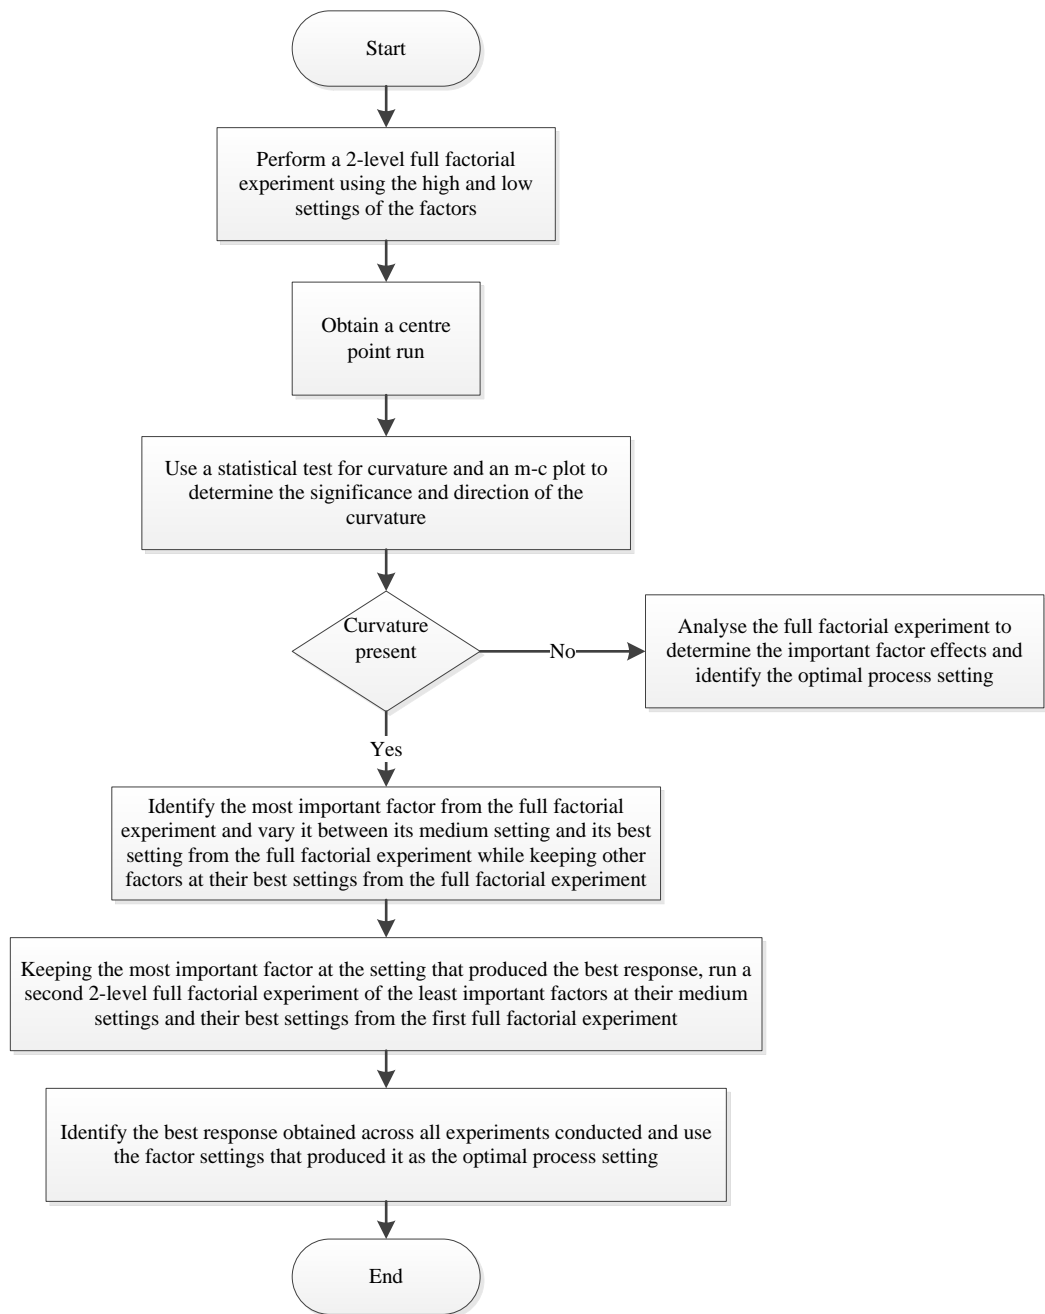 Start
Perform a 2-level full factorial
experiment using the high and low
settings of the factors
Obtain a centre
point run
Use a statistical test for curvature and an m-c plot to
determine the significance and direction of the
curvature
Curvature
present
No
Analyse the full factorial experiment to
determine the important factor effects and
identify the optimal process setting
Yes
Identify the most important factor from the full factorial
experiment and vary it between its medium setting and its best
setting from the full factorial experiment while keeping other
factors at their best settings from the full factorial experiment
Keeping the most important factor at the setting that produced the best response, run a
second 2-level full factorial experiment of the least important factors at their medium
settings and their best settings from the first full factorial experiment
Identify the best response obtained across all experiments conducted and use
the factor settings that produced it as the optimal process setting
End